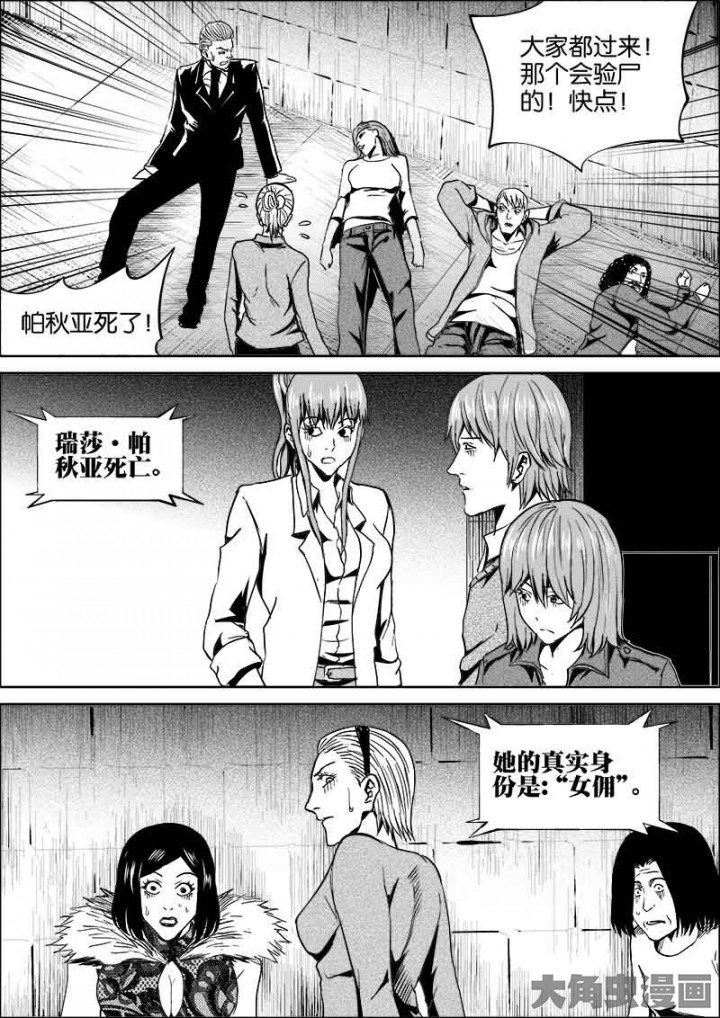 大家都过来！
那个会验尸
的！快点！
帕秋亚死了！
瑞莎·帕
秋亚死亡。
她的真实身
份是：“女佣”。
大角虫漫画